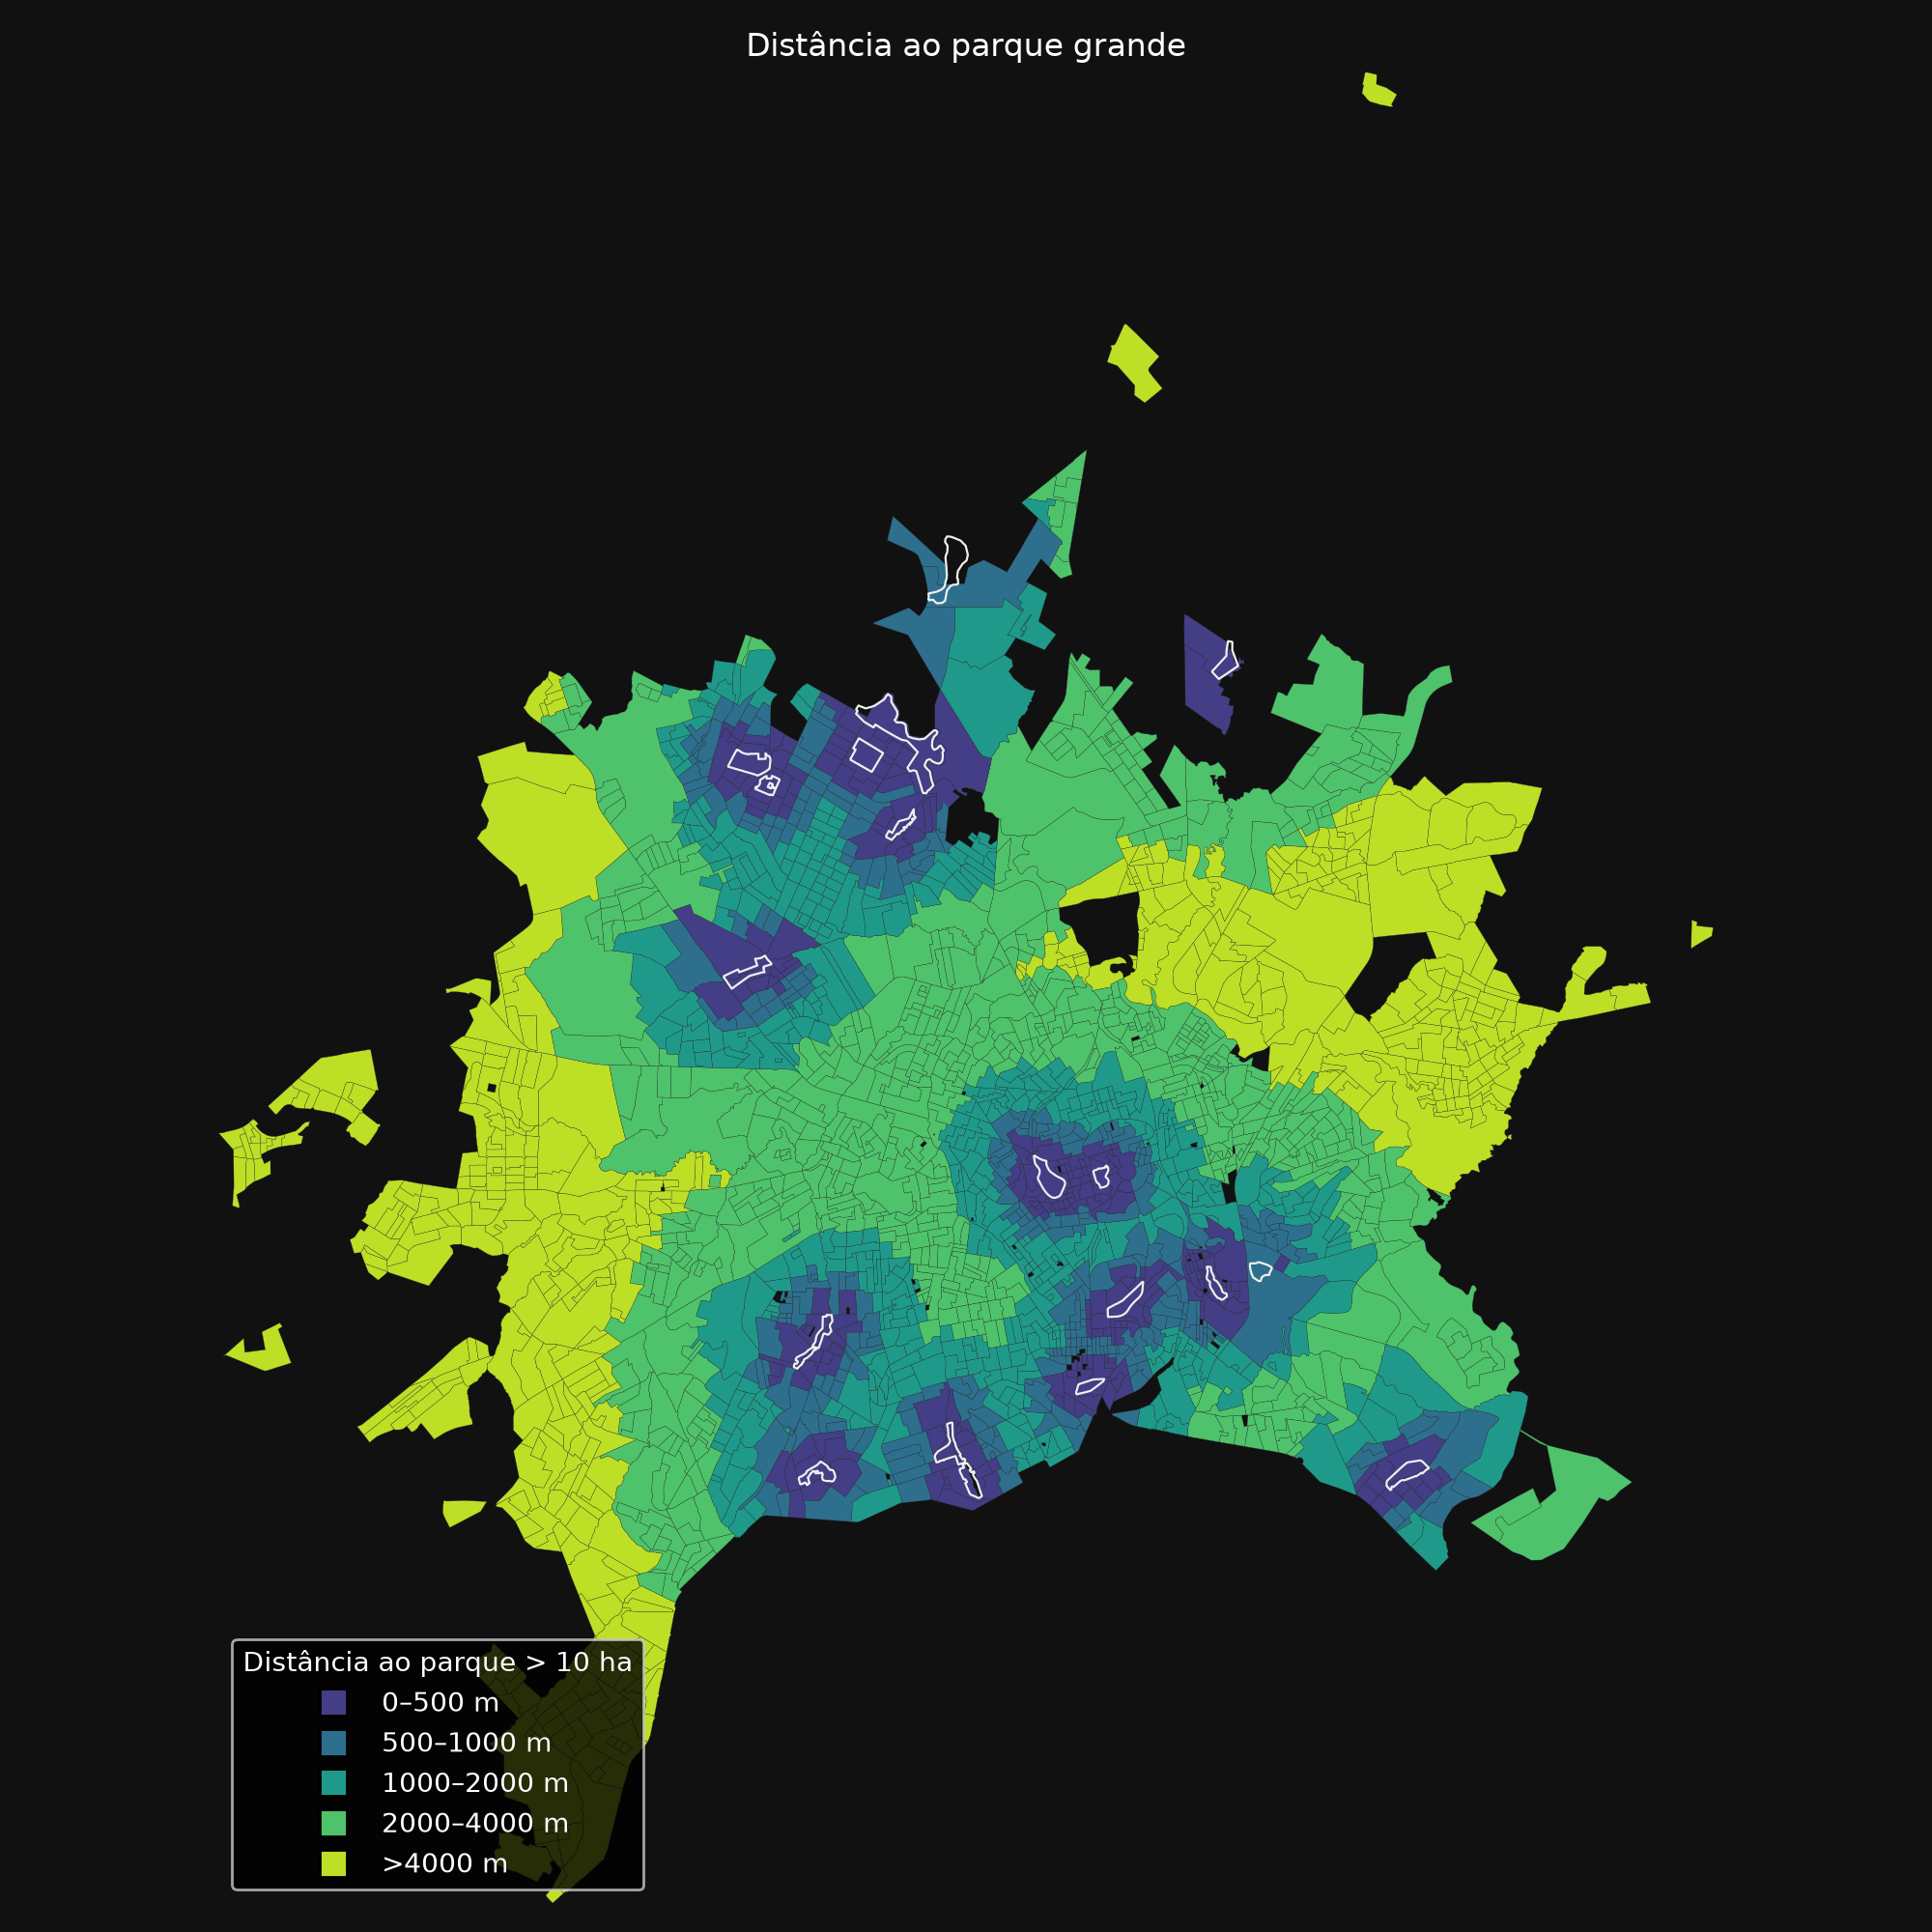 Distância ao parque grande
Distância ao parque > 10 ha
0–500 m
500–1000 m
1000–2000 m
2000–4000 m
>4000 m